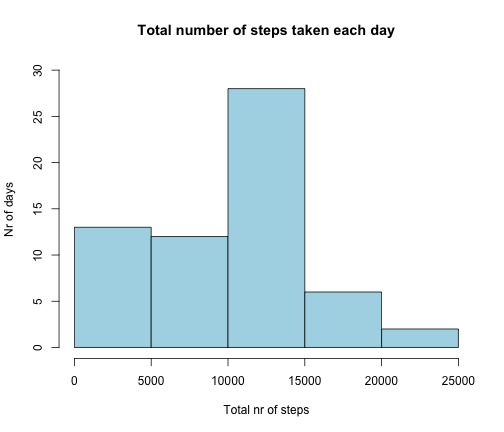 Total number of steps taken each day
Nr of days
30
25
20
15
10
5
0
0 5000 10000 15000 20000 25000
Total nr of steps